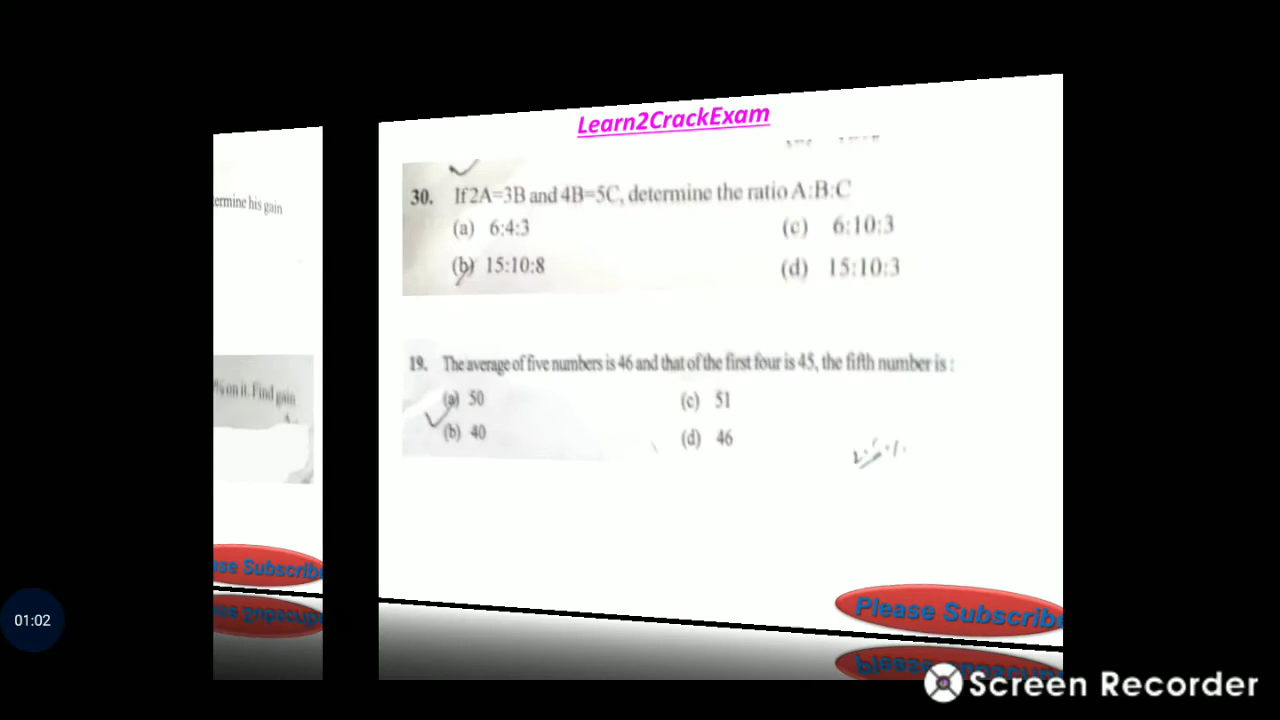 Learn2CrackExam
ermine his gain
30. If 2A=3B and 4B=5C, determine the ratio A:B:C
(a) 6:4:3 (c) 6:10:3
(b) 15:10:8 (d) 15:10:3
19. The average of five numbers is 46 and that of the first four is 45, the fifth number is :
% on it. Find gain
(a) 50 (c) 51
(b) 40 (d) 46
ase Subscribe
Please Subscribe
01:02
Screen Recorder